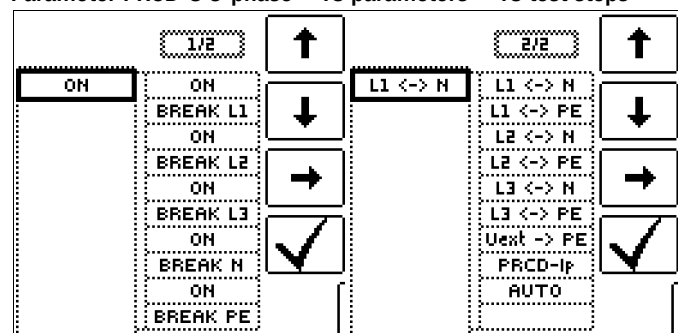 Parameter PRCD-S 3-phase parameters test steps
1/2
ON
ON
BREAK L1
ON
BREAK L2
ON
BREAK L3
ON
BREAK N
ON
BREAK PE
2/2
L1 <-> N
L1 <-> N
L1 <-> PE
L2 <-> N
L2 <-> PE
L3 <-> N
L3 <-> PE
Uext -> PE
PRCD-Ip
AUTO